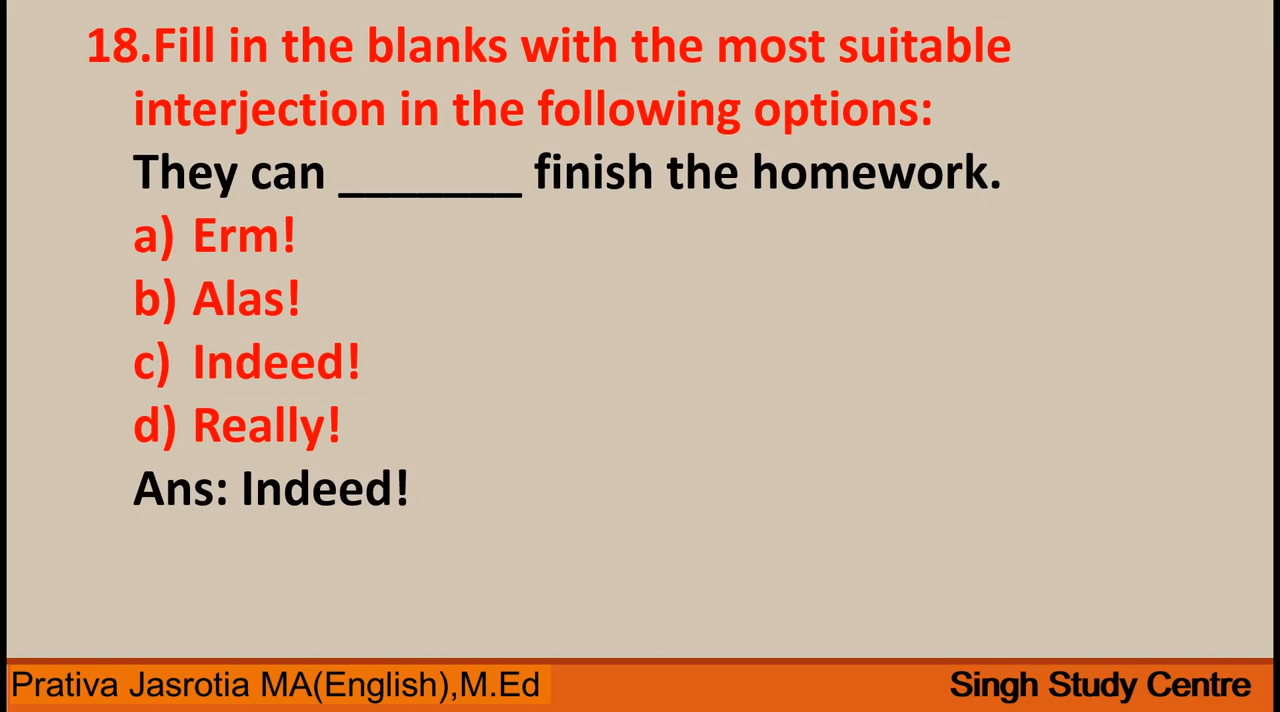 18.Fill in the blanks with the most suitable
interjection in the following options:
They can _______ finish the homework.
a) Erm!
b) Alas!
c) Indeed!
d) Really!
Ans: Indeed!
Prativa Jasrotia MA(English),M.Ed
Singh Study Centre